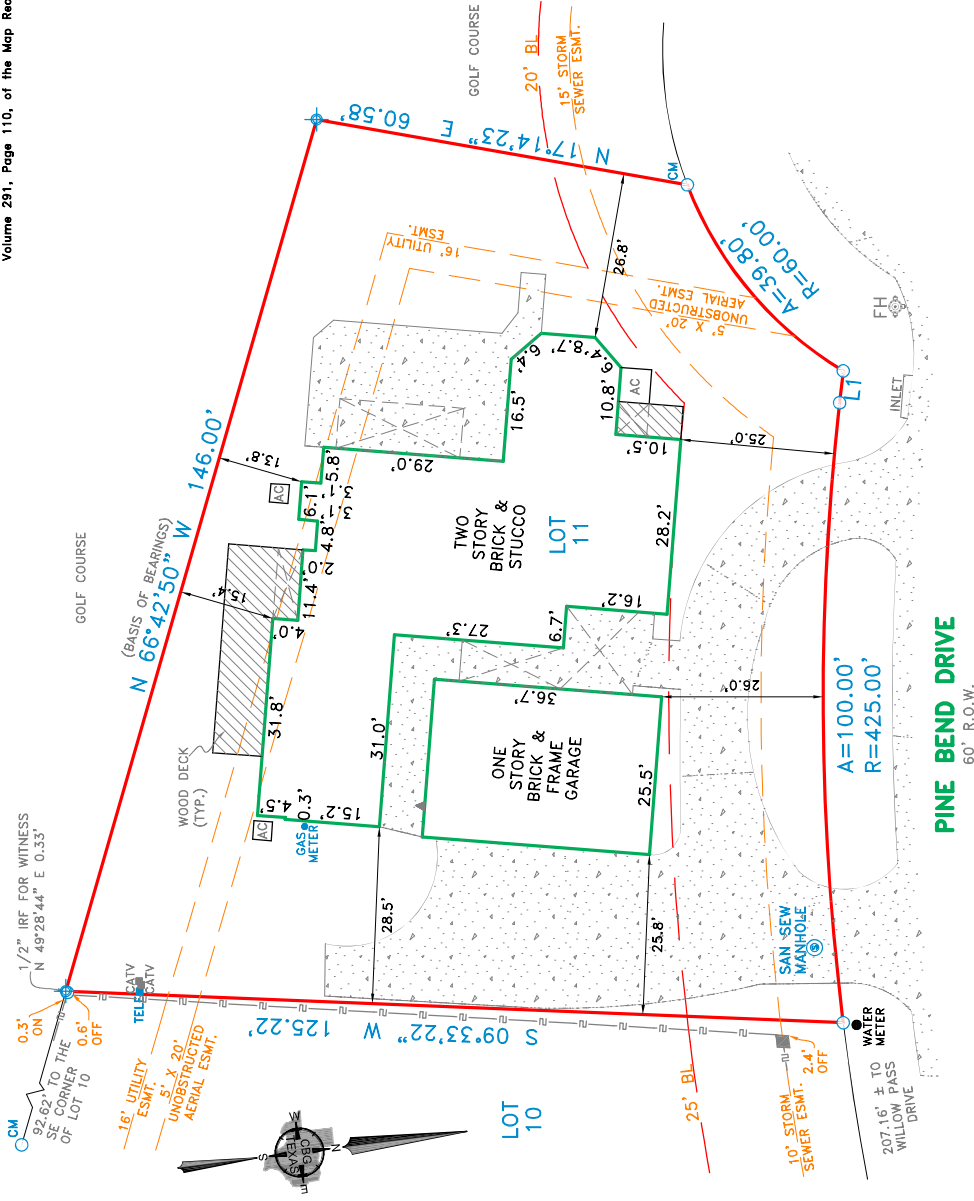 Volume 291, Page 110, of the Map Rec
GOLF COURSE
GOLF COURSE
20' BL
15' STORM
SEWER ESMT.
N 17°14'23" E 60.58'
CM
A=39.80'
R=60.00'
FH
INLET
L1
16' UTILITY
ESMT.
5' X 20'
UNOBSTRUCTED
AERIAL ESMT.
26.8'
N 66°42'50" W 146.00'
(BASIS OF BEARINGS)
13.8'
15.4'
AC
AC
AC
6.4'
8.7'
6.4'
16.5'
10.8'
10.5'
25.0'
29.0'
5.8'
3.1'
6.1'
3.1'
4.8'
2.0'
11.4'
4.0'
31.8'
4.5'
0.3'
15.2'
31.0'
27.3'
6.7'
16.2'
28.2'
TWO
STORY
BRICK &
STUCCO
LOT
11
36.7'
ONE
STORY
BRICK &
FRAME
GARAGE
25.5'
26.0'
28.5'
25.8'
WOOD DECK
(TYP.)
GAS
METER
A=100.00'
R=425.00'
PINE BEND DRIVE
60' R.O.W.
1/2" IRF FOR WITNESS
N 49°28'44" E 0.33'
0.3'
ON
0.6'
OFF
CATV
CATV
TELE
CM
92.62' TO THE
SE CORNER
OF LOT 10
16' UTILITY
ESMT.
5' X 20'
UNOBSTRUCTED
AERIAL ESMT.
S 09°33'22" W 125.22'
SAN SEW
MANHOLE
S
WATER
METER
2.4'
OFF
25' BL
10' STORM
SEWER ESMT.
207.16' ± TO
WILLOW PASS
DRIVE
LOT
10
N
S
E
W
CBG
TEXAS